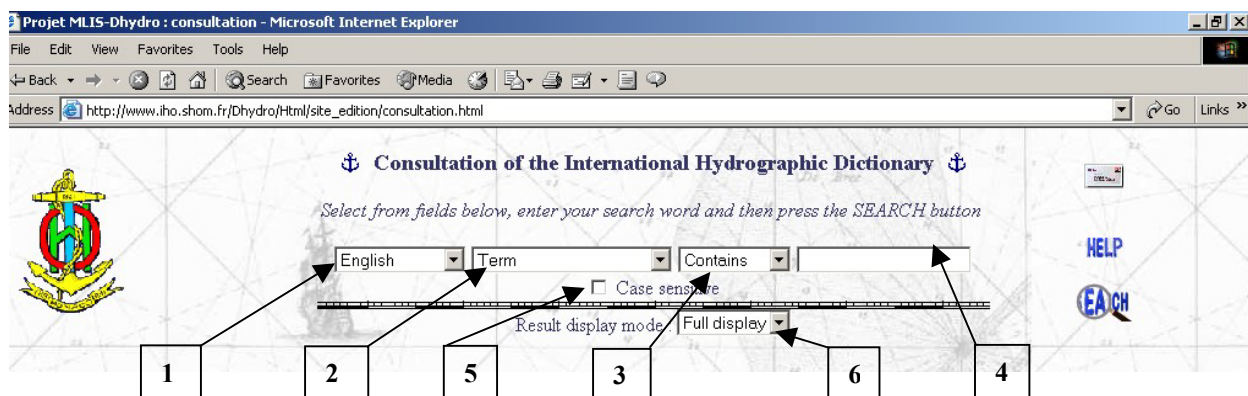 Projet MLIS-Dhydro : consultation - Microsoft Internet Explorer
File Edit View Favorites Tools Help
Back Search Favorites Media
Address http://www.iho.shom.fr/Dhydro/Html/site_edition/consultation.html Go Links »
Consultation of the International Hydrographic Dictionary
Select from fields below, enter your search word and then press the SEARCH button
HELP
English Term Contains
Case sensitive
Result display mode : Full display
1 2 5 3 6 4